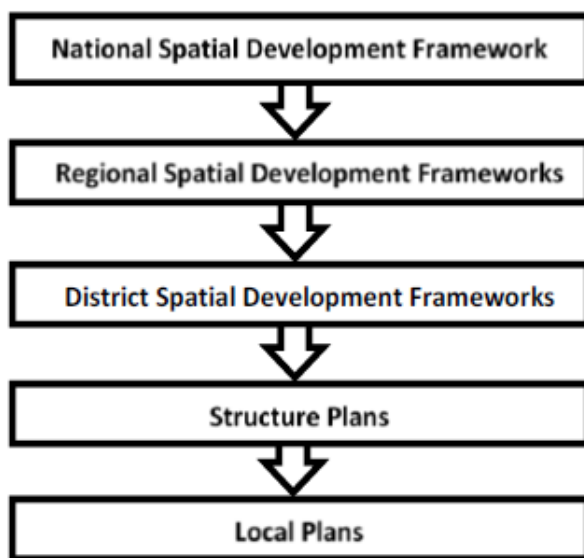 National Spatial Development Framework
Regional Spatial Development Frameworks
District Spatial Development Frameworks
Structure Plans
Local Plans